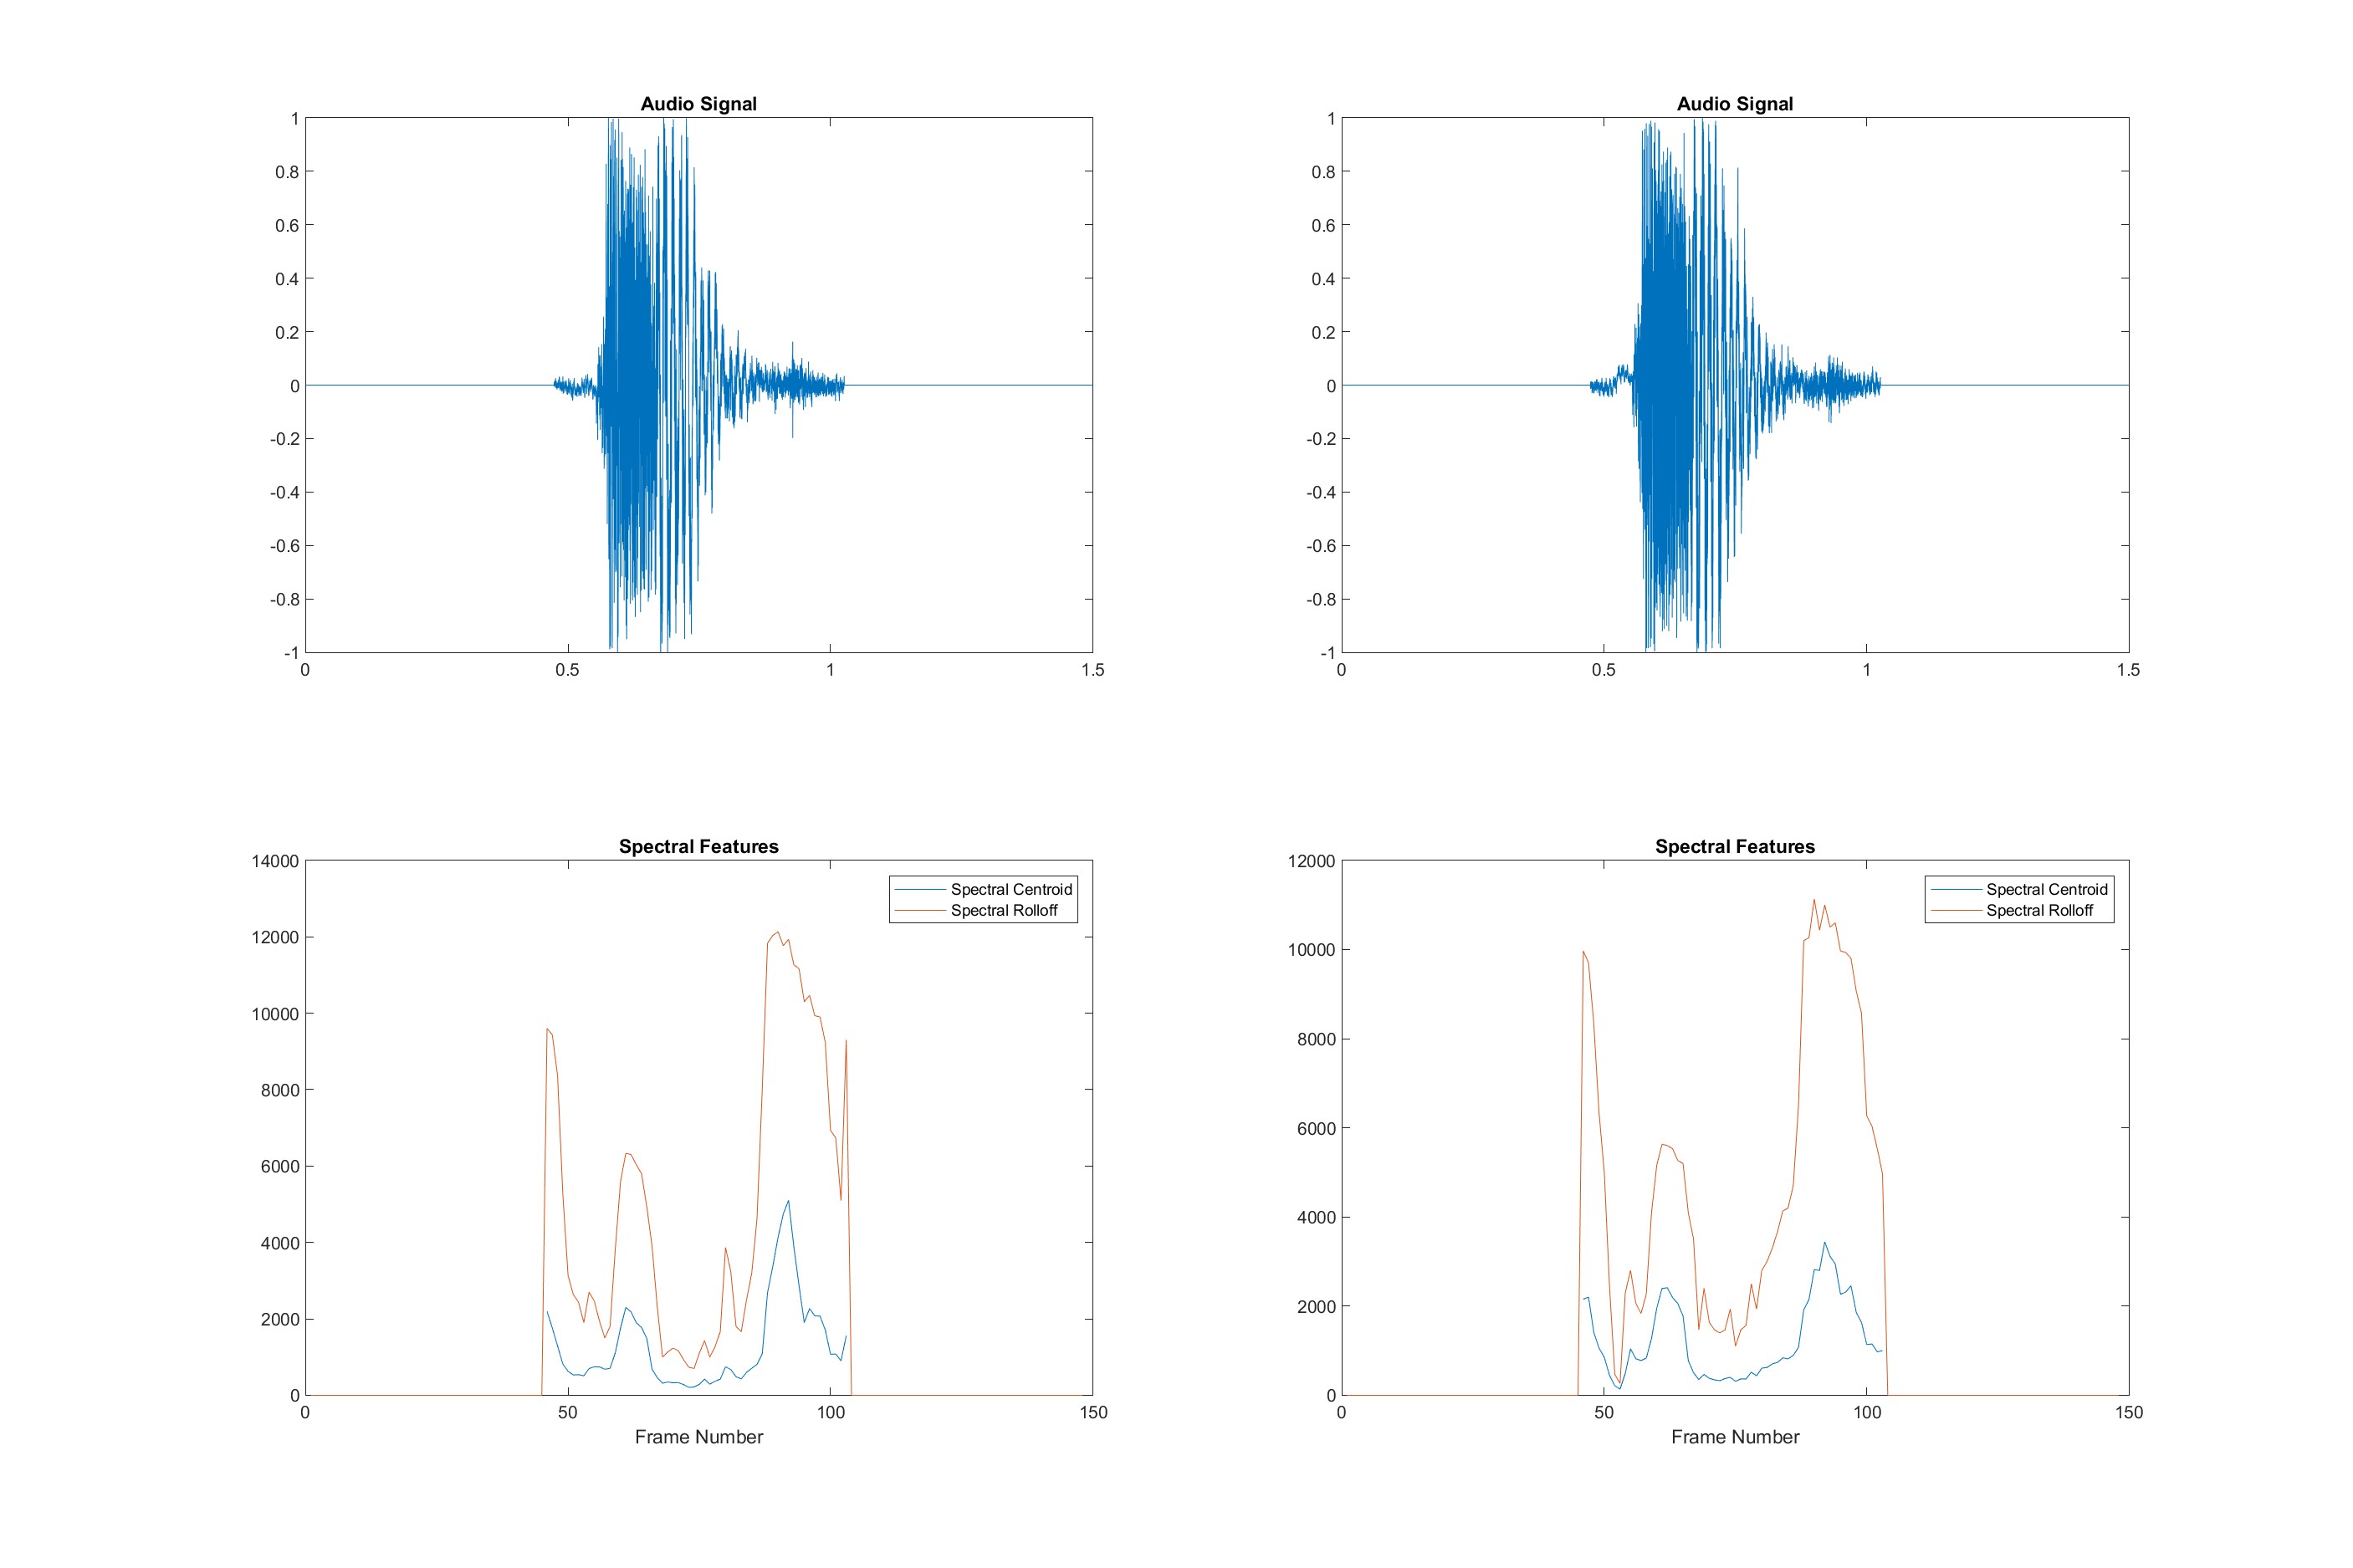 Audio Signal
1
0.8
0.6
0.4
0.2
0
-0.2
-0.4
-0.6
-0.8
-1
0 0.5 1 1.5
Audio Signal
1
0.8
0.6
0.4
0.2
0
-0.2
-0.4
-0.6
-0.8
-1
0 0.5 1 1.5
Spectral Features
14000
12000
10000
8000
6000
4000
2000
0
Spectral Centroid
Spectral Rolloff
0 50 100 150
Frame Number
Spectral Features
12000
10000
8000
6000
4000
2000
0
Spectral Centroid
Spectral Rolloff
0 50 100 150
Frame Number